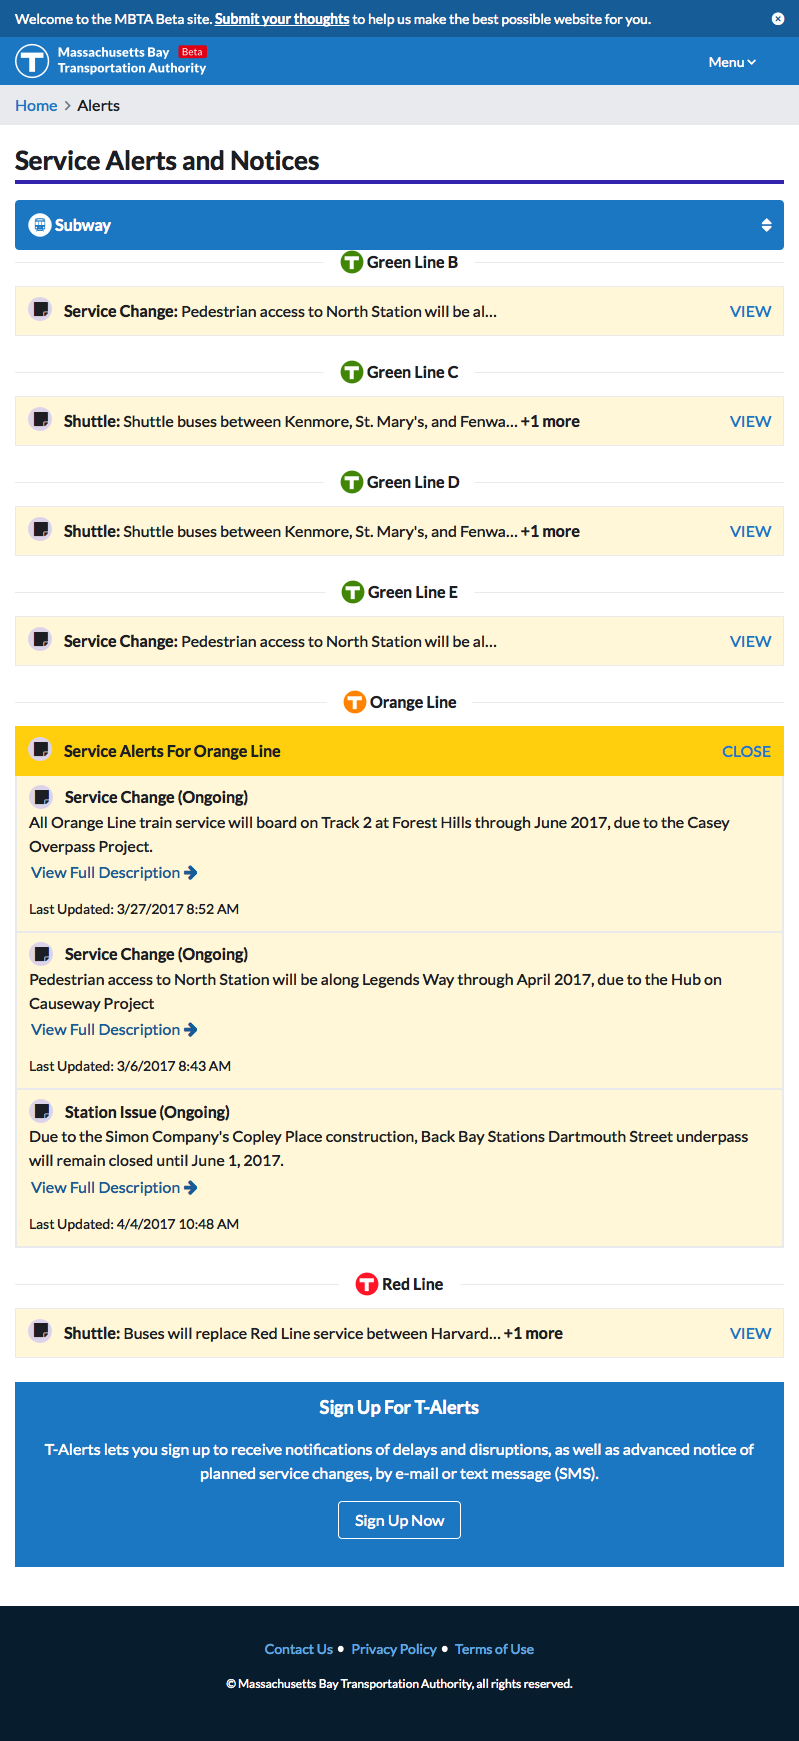 Welcome to the MBTA Beta site. Submit your thoughts to help us make the best possible website for you.
Massachusetts Bay Beta
Transportation Authority
Menu
Home > Alerts
Service Alerts and Notices
Subway
T Green Line B
Service Change: Pedestrian access to North Station will be al... VIEW
T Green Line C
Shuttle: Shuttle buses between Kenmore, St. Mary's, and Fenwa... +1 more VIEW
T Green Line D
Shuttle: Shuttle buses between Kenmore, St. Mary's, and Fenwa... +1 more VIEW
T Green Line E
Service Change: Pedestrian access to North Station will be al... VIEW
T Orange Line
Service Alerts For Orange Line CLOSE
Service Change (Ongoing)
All Orange Line train service will board on Track 2 at Forest Hills through June 2017, due to the Casey
Overpass Project.
View Full Description
Last Updated: 3/27/2017 8:52 AM
Service Change (Ongoing)
Pedestrian access to North Station will be along Legends Way through April 2017, due to the Hub on
Causeway Project
View Full Description
Last Updated: 3/6/2017 8:43 AM
Station Issue (Ongoing)
Due to the Simon Company's Copley Place construction, Back Bay Stations Dartmouth Street underpass
will remain closed until June 1, 2017.
View Full Description
Last Updated: 4/4/2017 10:48 AM
T Red Line
Shuttle: Buses will replace Red Line service between Harvard... +1 more VIEW
Sign Up For T-Alerts
T-Alerts lets you sign up to receive notifications of delays and disruptions, as well as advanced notice of
planned service changes, by e-mail or text message (SMS).
Sign Up Now
Contact Us • Privacy Policy • Terms of Use
© Massachusetts Bay Transportation Authority, all rights reserved.